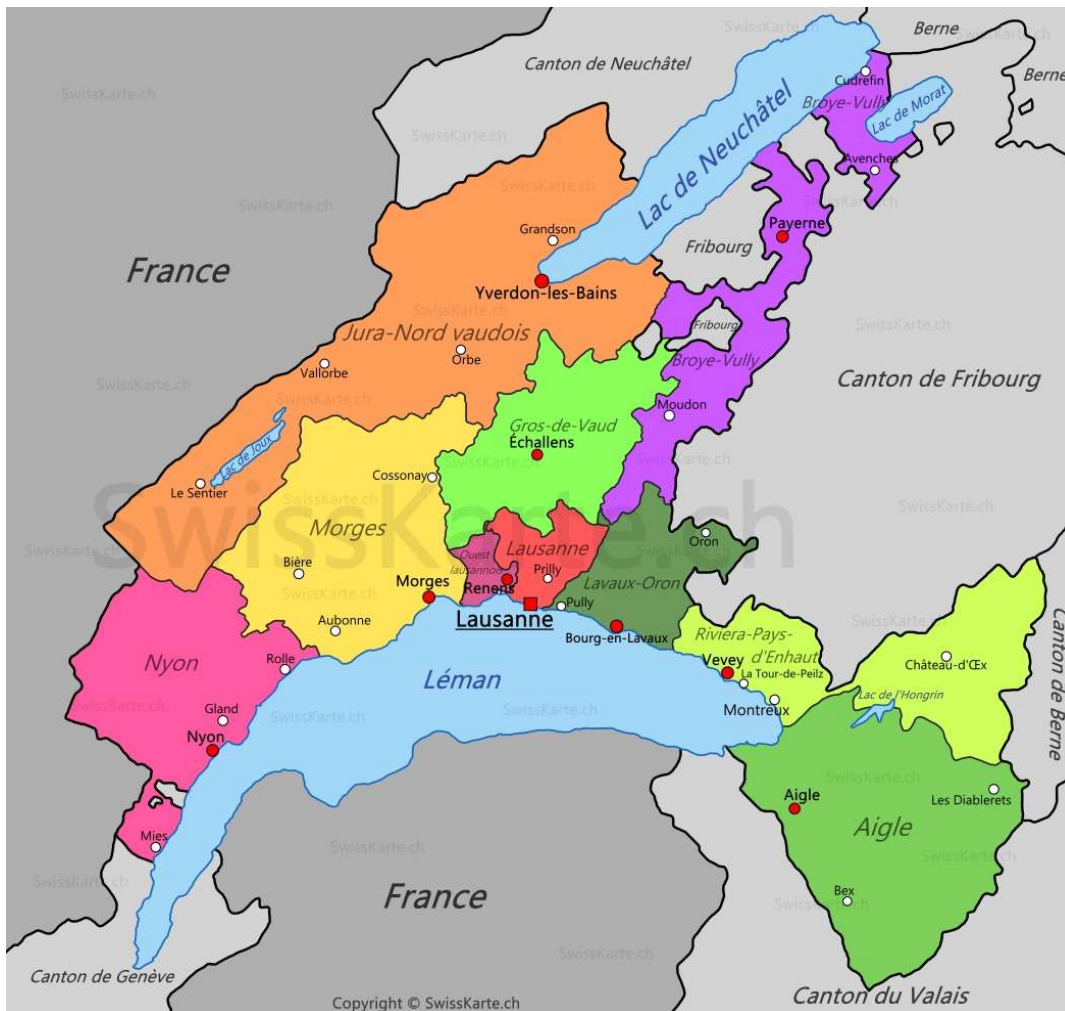 Berne
Canton de Neuchâtel
Berne
Cudrefin
Broye-Vully
Lac de Morat
SwissKarte.ch
Lac de Neuchâtel
Avenches
Grandson
Payerne
Fribourg
France
Yverdon-les-Bains
Jura-Nord vaudois
Fribourg
Orbe
Vallorbe
Broye-Vully
Canton de Fribourg
Moudon
Gros-de-Vaud
Échallens
Lac de Joux
Cossonay
Le Sentier
SwissKarte.ch
Morges
Lausanne
Oron
Ouest
lausannois
Bière
Prilly
Renens
Lavaux-Oron
Morges
Pully
Lausanne
Aubonne
Bourg-en-Lavaux
Riviera-Pays-
d'Enhaut
Canton de Berne
Nyon
Rolle
Vevey
Château-d'Œx
La Tour-de-Peilz
Léman
Lac de l'Hongrin
Montreux
Gland
Nyon
Aigle
Les Diablerets
Aigle
Mies
Bex
France
Canton de Genève
Canton du Valais
Copyright © SwissKarte.ch